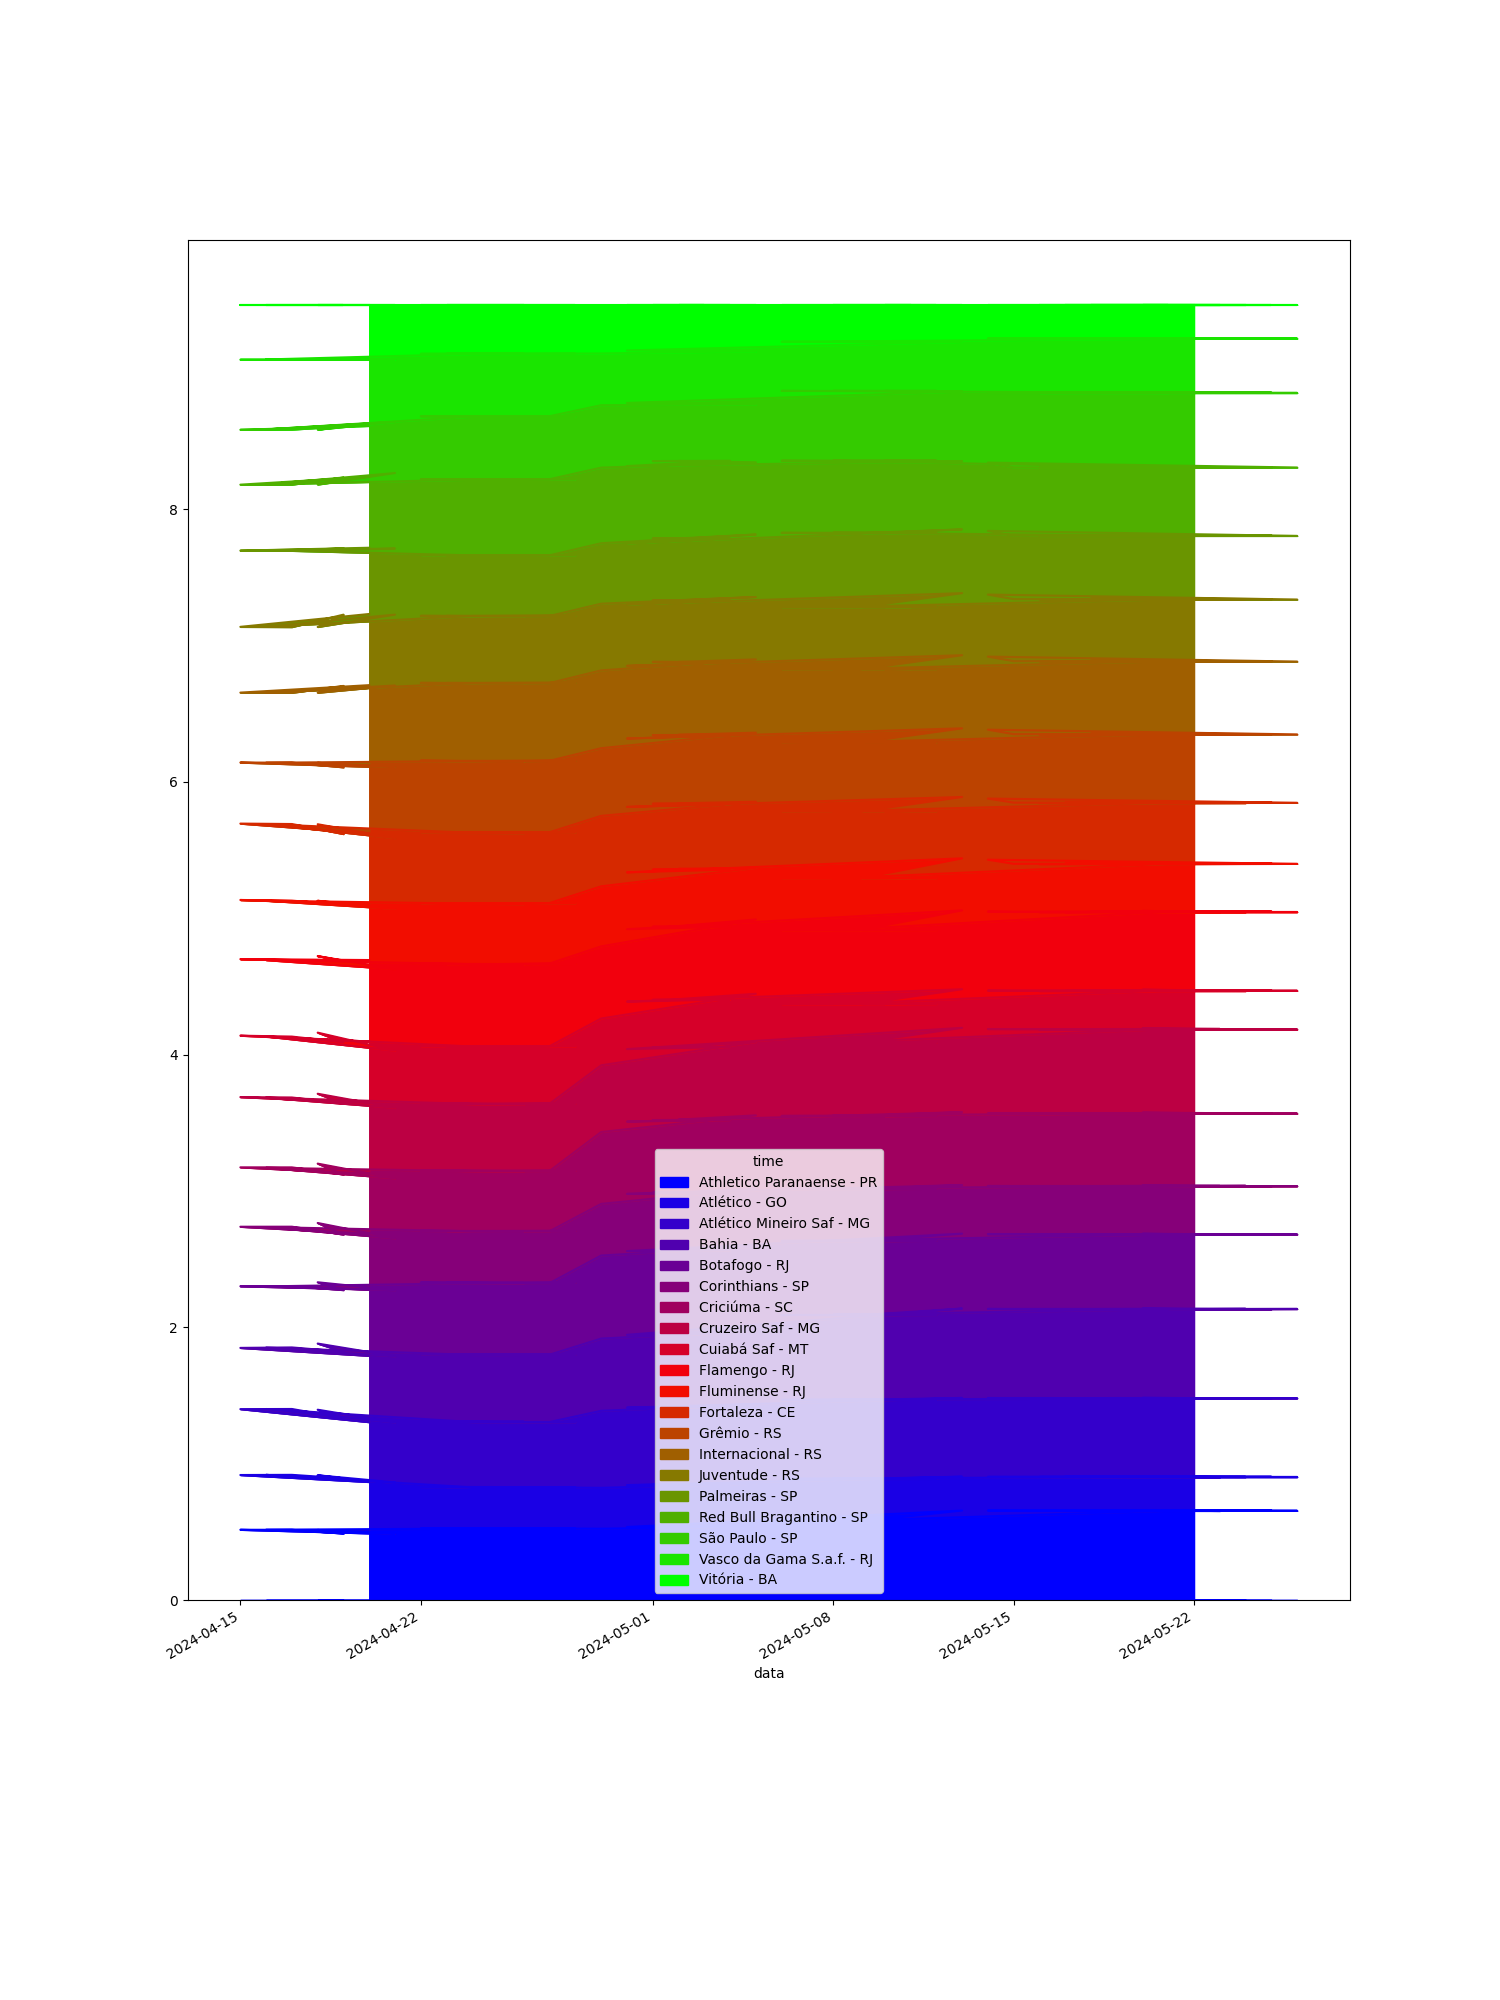 8
6
4
2
0
time
Athletico Paranaense - PR
Atlético - GO
Atlético Mineiro Saf - MG
Bahia - BA
Botafogo - RJ
Corinthians - SP
Criciúma - SC
Cruzeiro Saf - MG
Cuiabá Saf - MT
Flamengo - RJ
Fluminense - RJ
Fortaleza - CE
Grêmio - RS
Internacional - RS
Juventude - RS
Palmeiras - SP
Red Bull Bragantino - SP
São Paulo - SP
Vasco da Gama S.a.f. - RJ
Vitória - BA
2024-04-15
2024-04-22
2024-05-01
2024-05-08
2024-05-15
2024-05-22
data